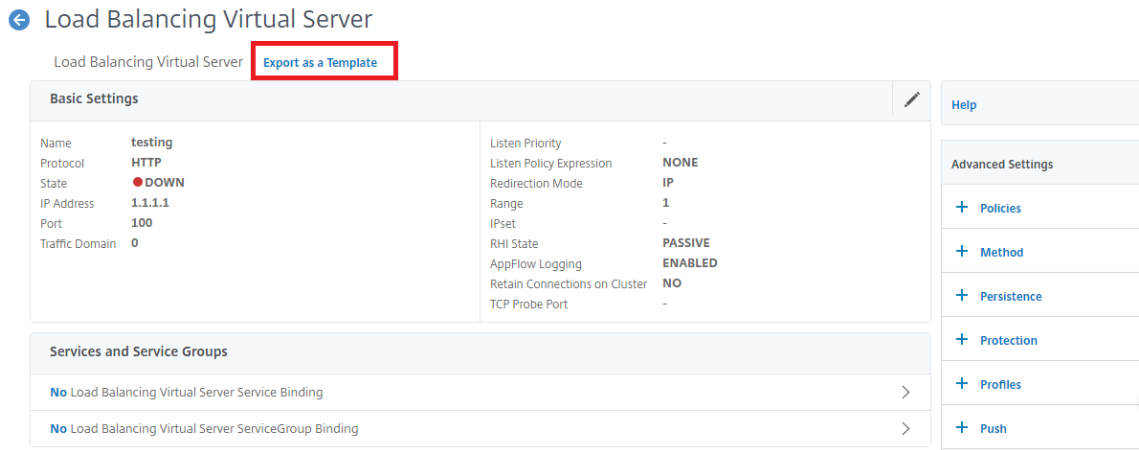 Load Balancing Virtual Server
Load Balancing Virtual Server Export as a Template
Basic Settings
Name testing
Protocol HTTP
State DOWN
IP Address 1.1.1.1
Port 100
Traffic Domain 0
Listen Priority -
Listen Policy Expression NONE
Redirection Mode IP
Range 1
IPset -
RHI State PASSIVE
AppFlow Logging ENABLED
Retain Connections on Cluster NO
TCP Probe Port -
Services and Service Groups
No Load Balancing Virtual Server Service Binding
No Load Balancing Virtual Server ServiceGroup Binding
Help
Advanced Settings
Policies
Method
Persistence
Protection
Profiles
Push